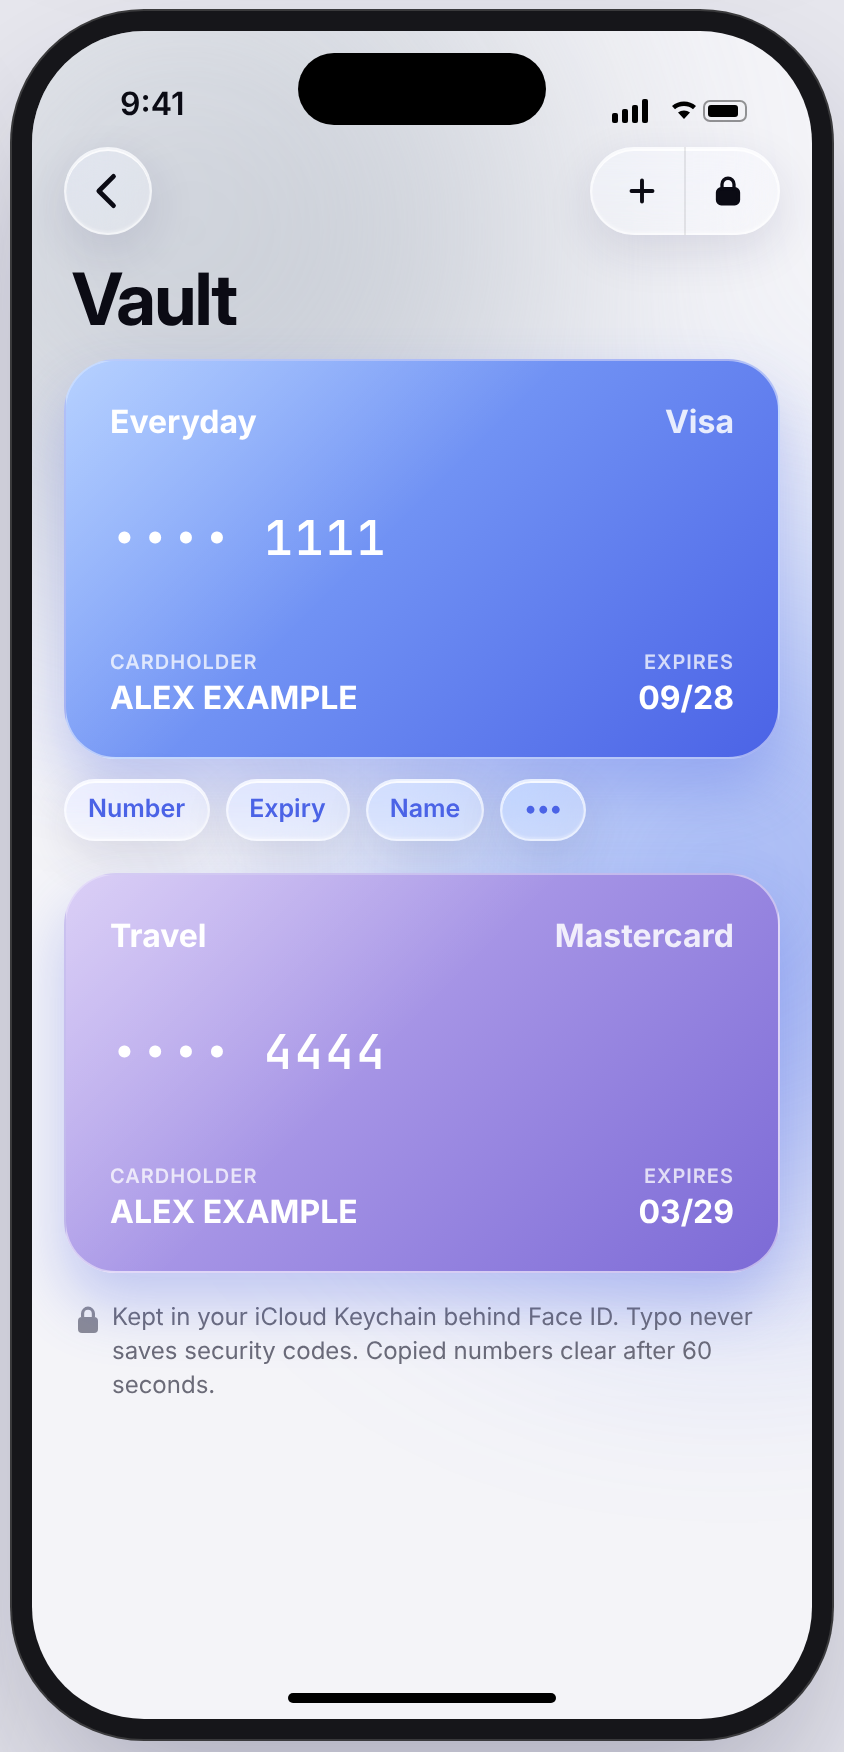 9:41
Vault
Everyday Visa
•••• 1111
CARDHOLDER EXPIRES
ALEX EXAMPLE 09/28
Number Expiry Name •••
Travel Mastercard
•••• 4444
CARDHOLDER EXPIRES
ALEX EXAMPLE 03/29
Kept in your iCloud Keychain behind Face ID. Typo never
saves security codes. Copied numbers clear after 60
seconds.